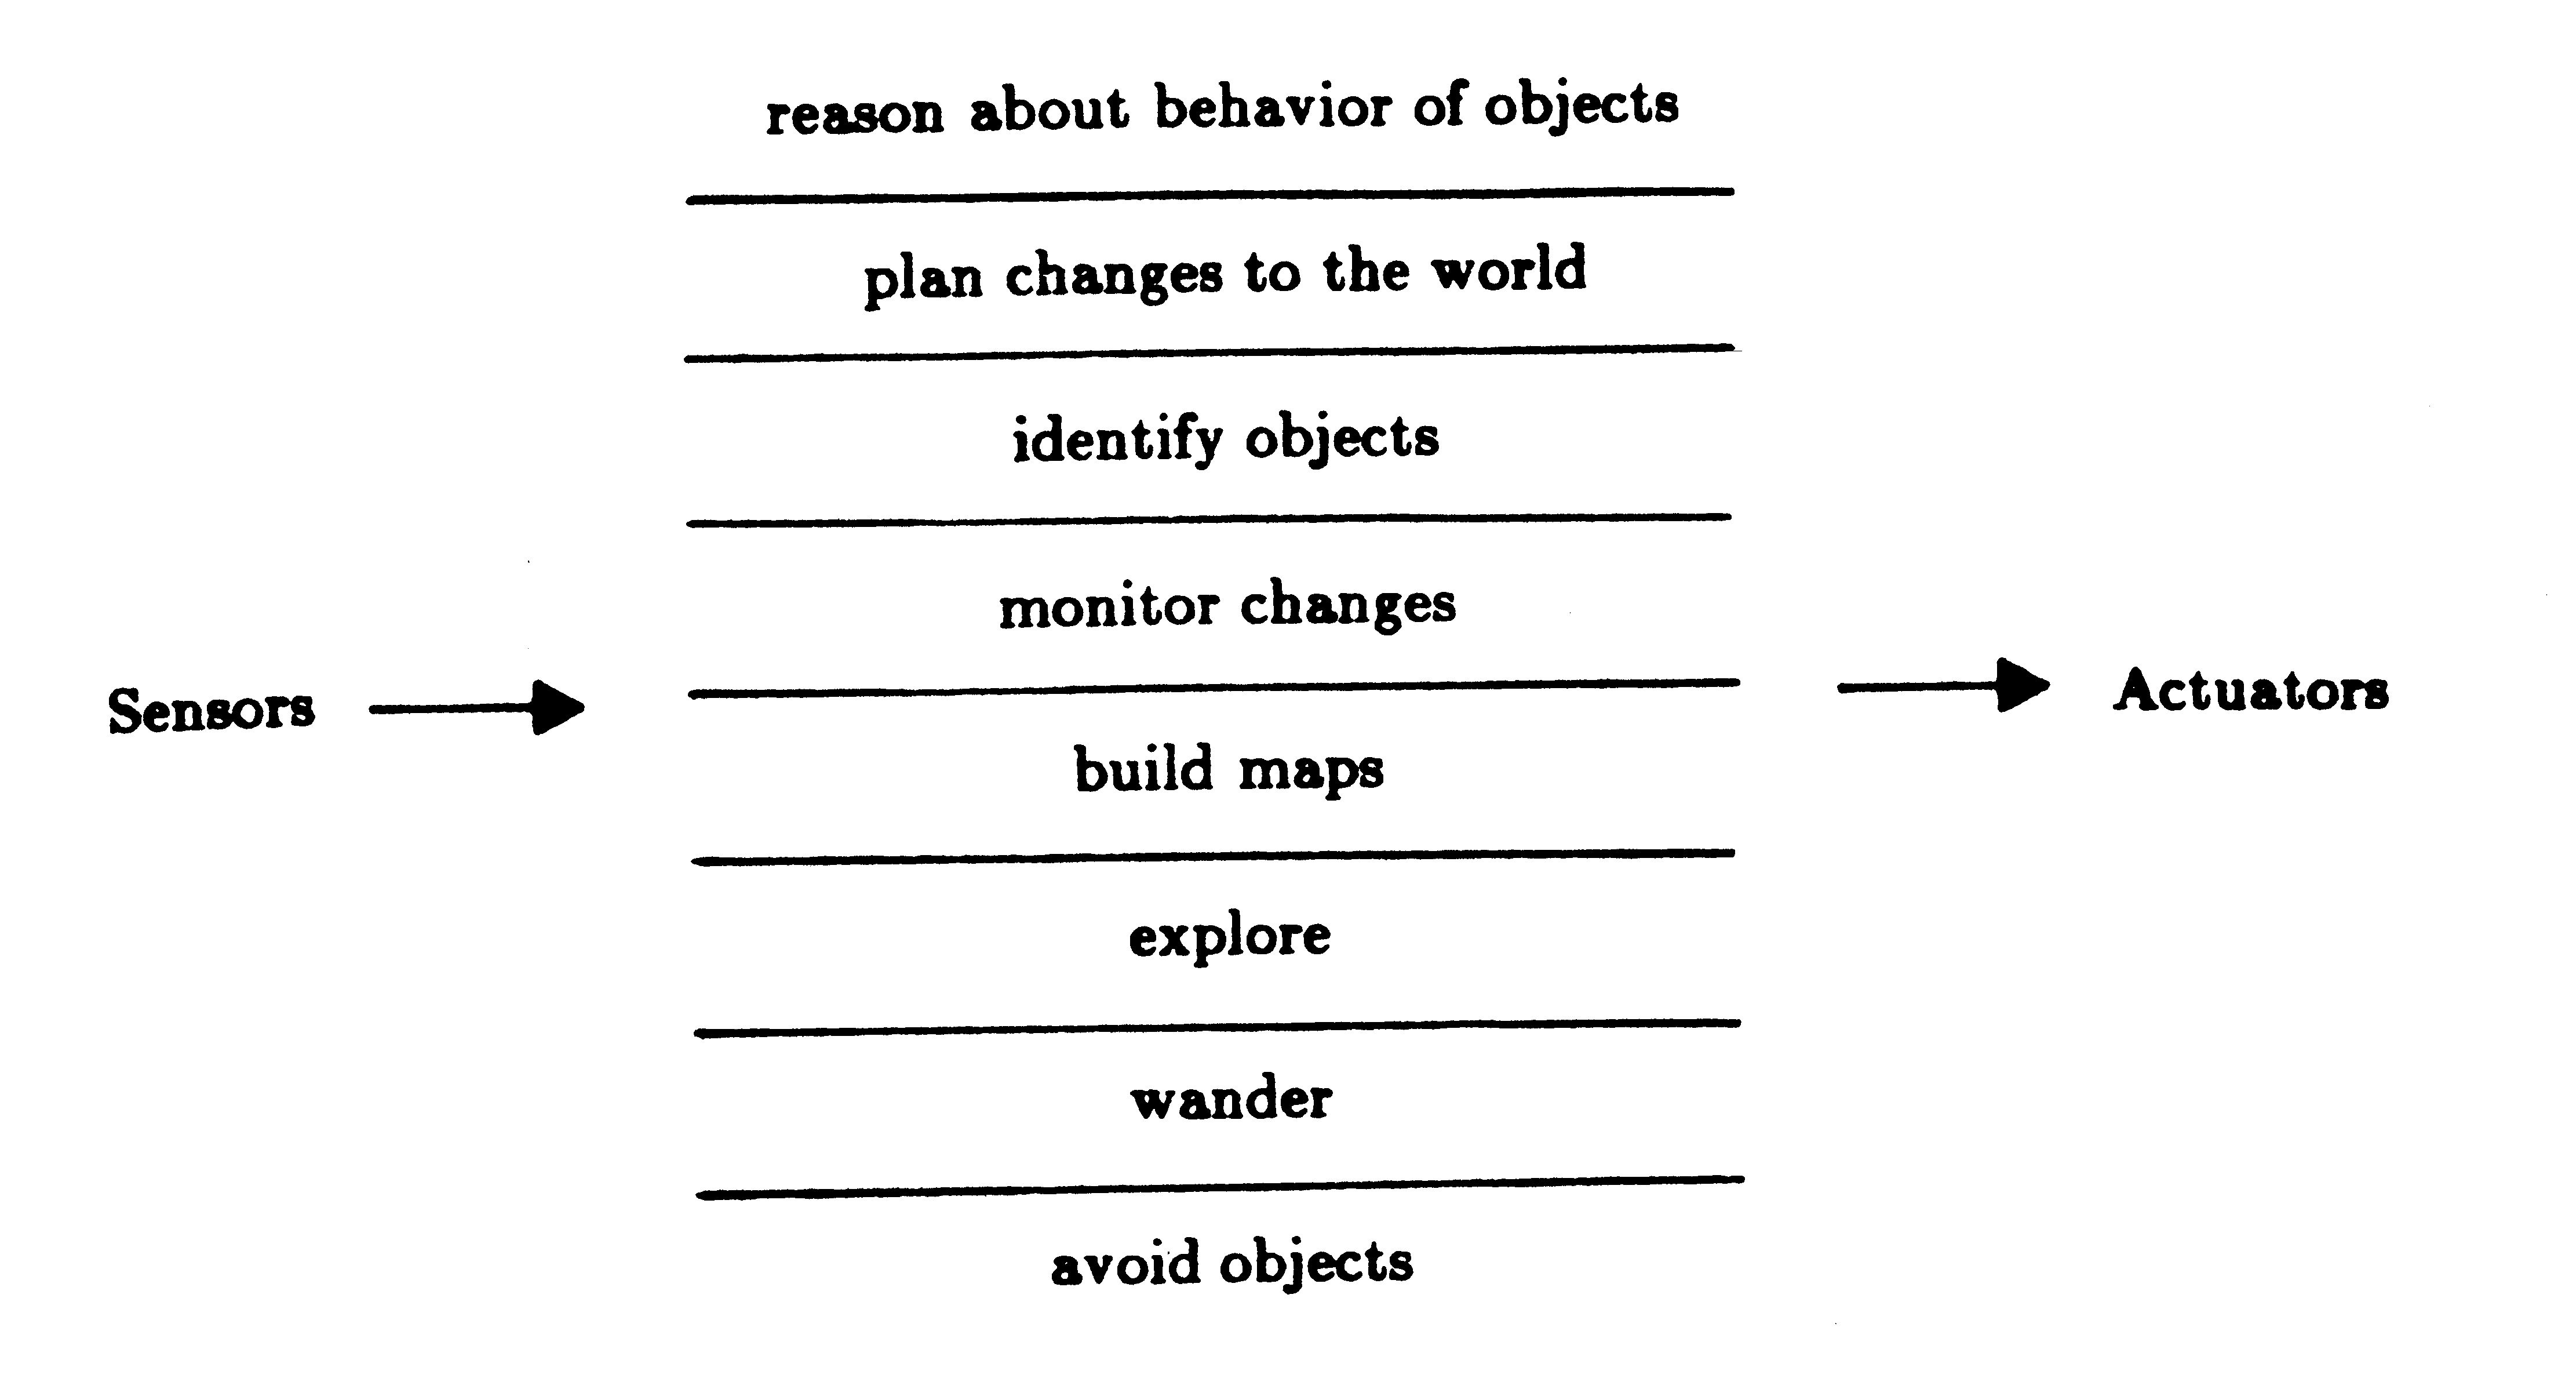 reason about behavior of objects
plan changes to the world
identify objects
monitor changes
Sensors
Actuators
build maps
explore
wander
avoid objects